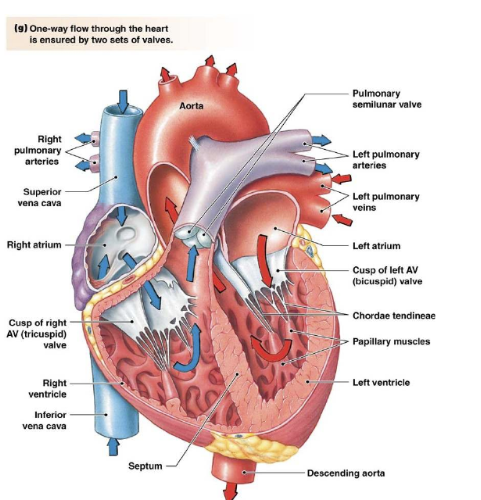 (g) One-way flow through the heart
is ensured by two sets of valves.
Aorta
Pulmonary
semilunar valve
Right
pulmonary
arteries
Left pulmonary
arteries
Superior
vena cava
Left pulmonary
veins
Right atrium
Left atrium
Cusp of left AV
(bicuspid) valve
Chordae tendineae
Cusp of right
AV (tricuspid)
valve
Papillary muscles
Right
ventricle
Left ventricle
Inferior
vena cava
Septum
Descending aorta